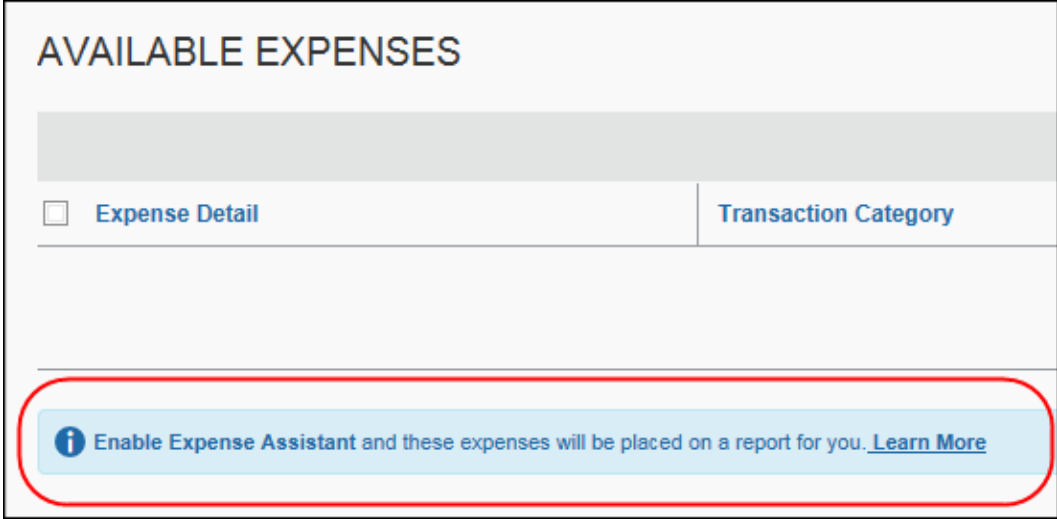 AVAILABLE EXPENSES
Expense Detail Transaction Category
Enable Expense Assistant and these expenses will be placed on a report for you. Learn More